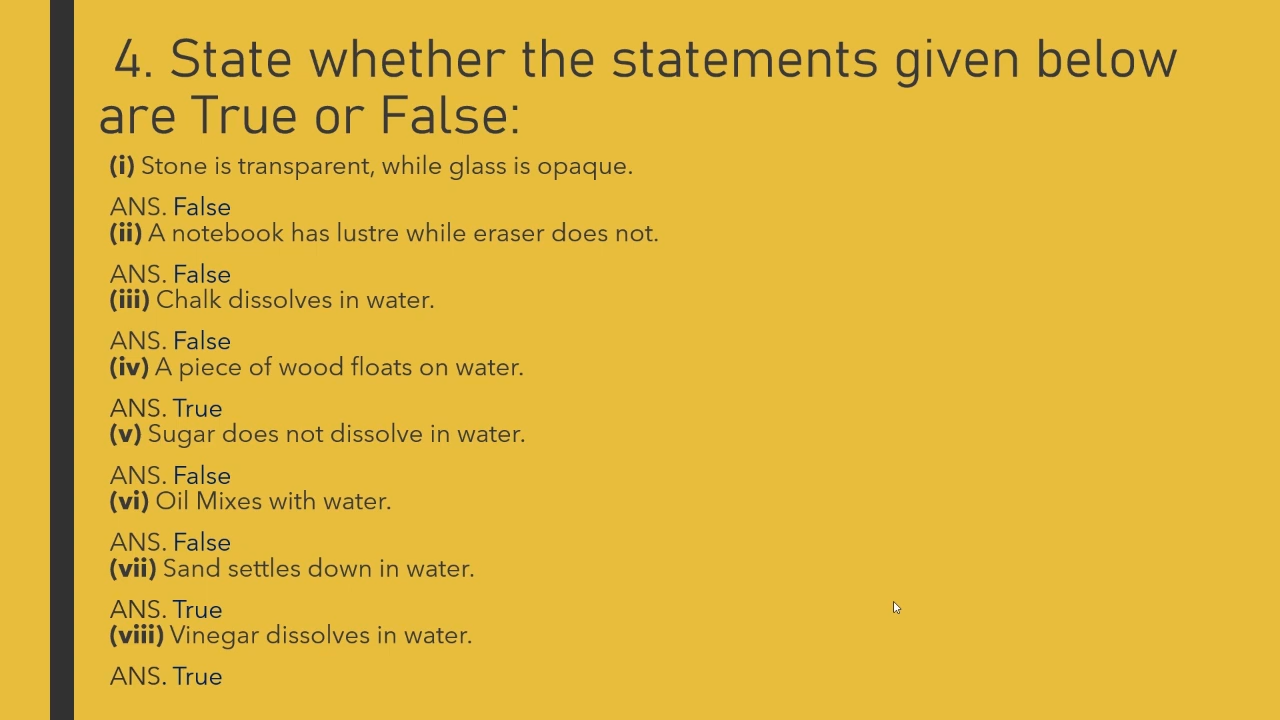 4. State whether the statements given below
are True or False:
(i) Stone is transparent, while glass is opaque.
ANS. False
(ii) A notebook has lustre while eraser does not.
ANS. False
(iii) Chalk dissolves in water.
ANS. False
(iv) A piece of wood floats on water.
ANS. True
(v) Sugar does not dissolve in water.
ANS. False
(vi) Oil Mixes with water.
ANS. False
(vii) Sand settles down in water.
ANS. True
(viii) Vinegar dissolves in water.
ANS. True